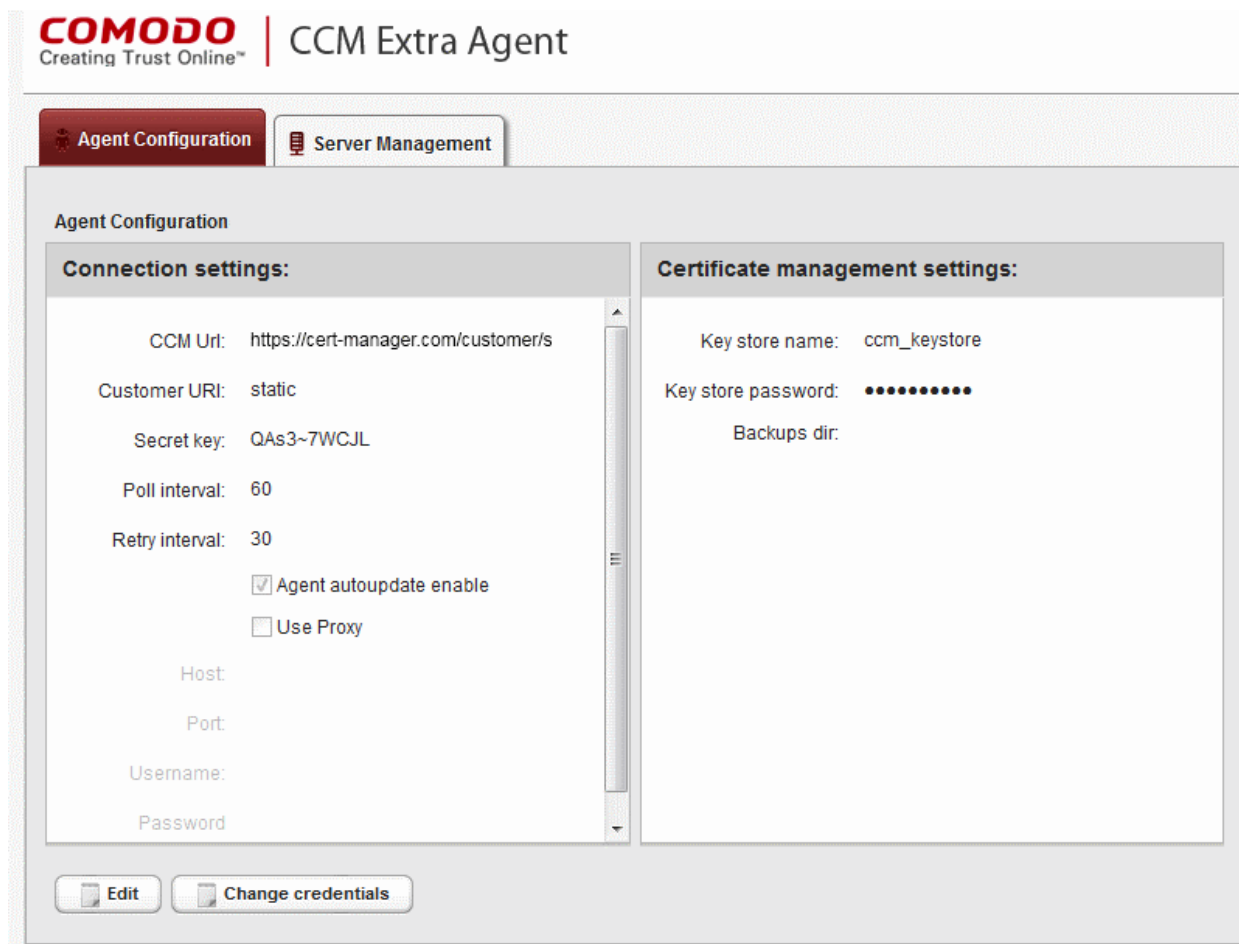 COMODO
Creating Trust Online™
CCM Extra Agent
Agent Configuration
Server Management
Agent Configuration
Connection settings:
CCM Url: https://cert-manager.com/customer/s
Customer URI: static
Secret key: QAs3~7WCJL
Poll interval: 60
Retry interval: 30
Agent autoupdate enable
Use Proxy
Host:
Port:
Username:
Password
Certificate management settings:
Key store name: ccm_keystore
Key store password: ••••••••••
Backups dir:
Edit
Change credentials